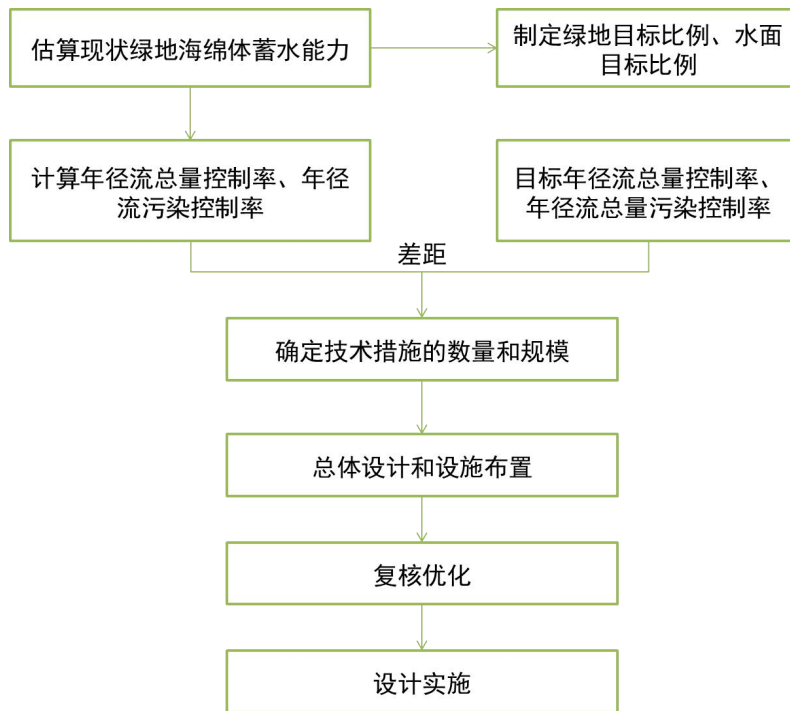 估算现状绿地海绵体蓄水能力
制定绿地目标比例、水面
目标比例
计算年径流总量控制率、年径
流污染控制率
目标年径流总量控制率、
年径流总量污染控制率
差距
确定技术措施的数量和规模
总体设计和设施布置
复核优化
设计实施